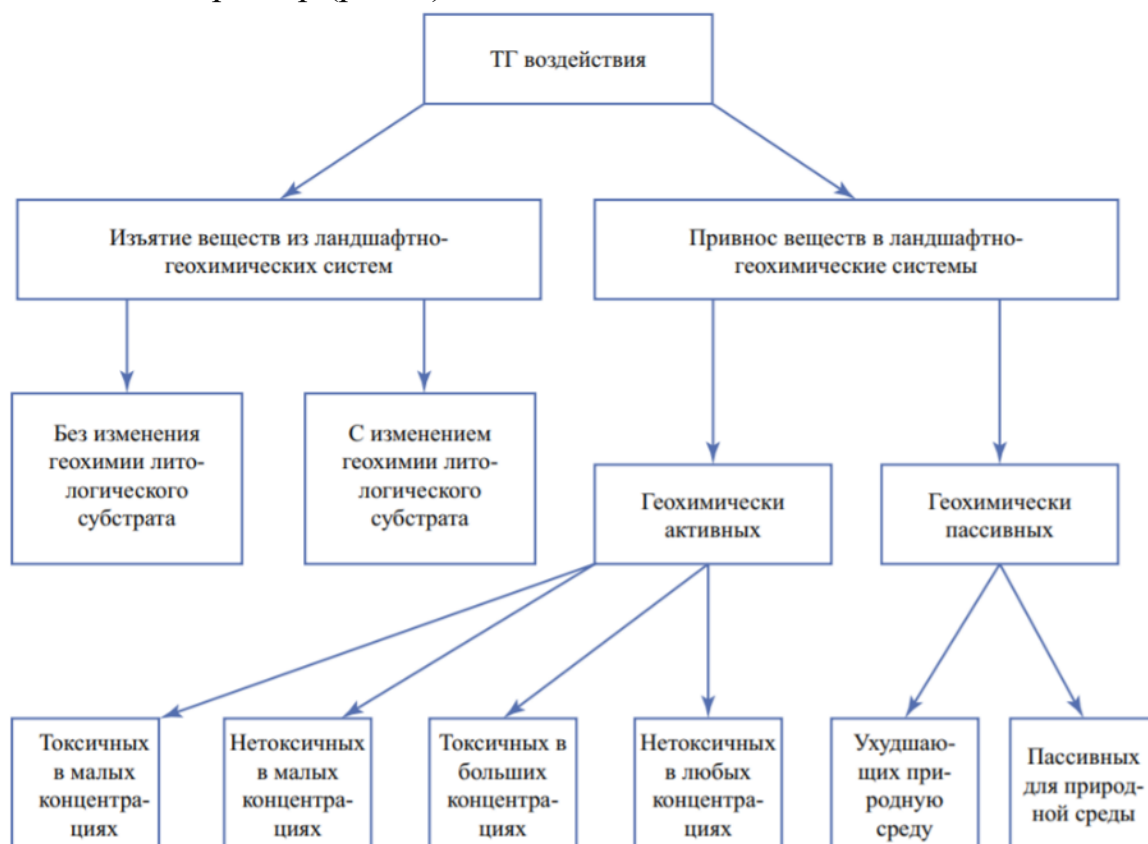 ТГ воздействия
Изъятие веществ из ландшафтно-
геохимических систем
Привнос веществ в ландшафтно-
геохимические системы
Без изменения
геохимии лито-
логического
субстрата
С изменением
геохимии лито-
логического
субстрата
Геохимически
активных
Геохимически
пассивных
Токсичных
в малых
концентра-
циях
Нетоксичных
в малых
концентра-
циях
Токсичных в
больших
концентра-
циях
Нетоксичных
в любых
концентра-
циях
Ухудшаю-
щих при-
родную
среду
Пассивных
для природ-
ной среды